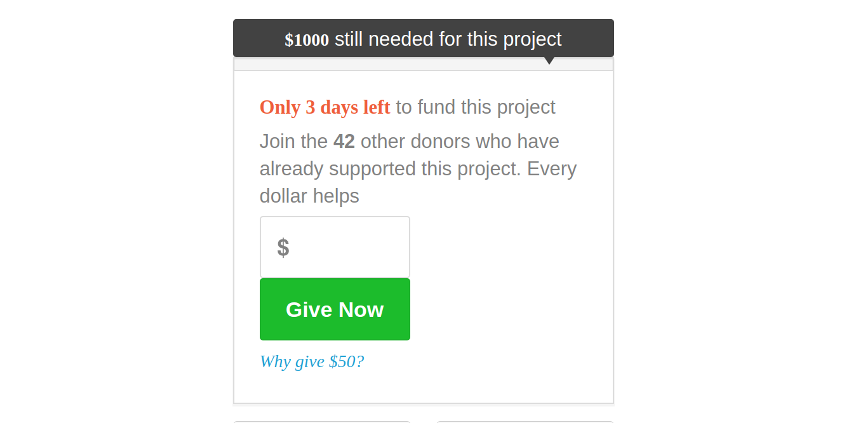 $1000 still needed for this project
Only 3 days left to fund this project
Join the 42 other donors who have
already supported this project. Every
dollar helps
$
Give Now
Why give $50?